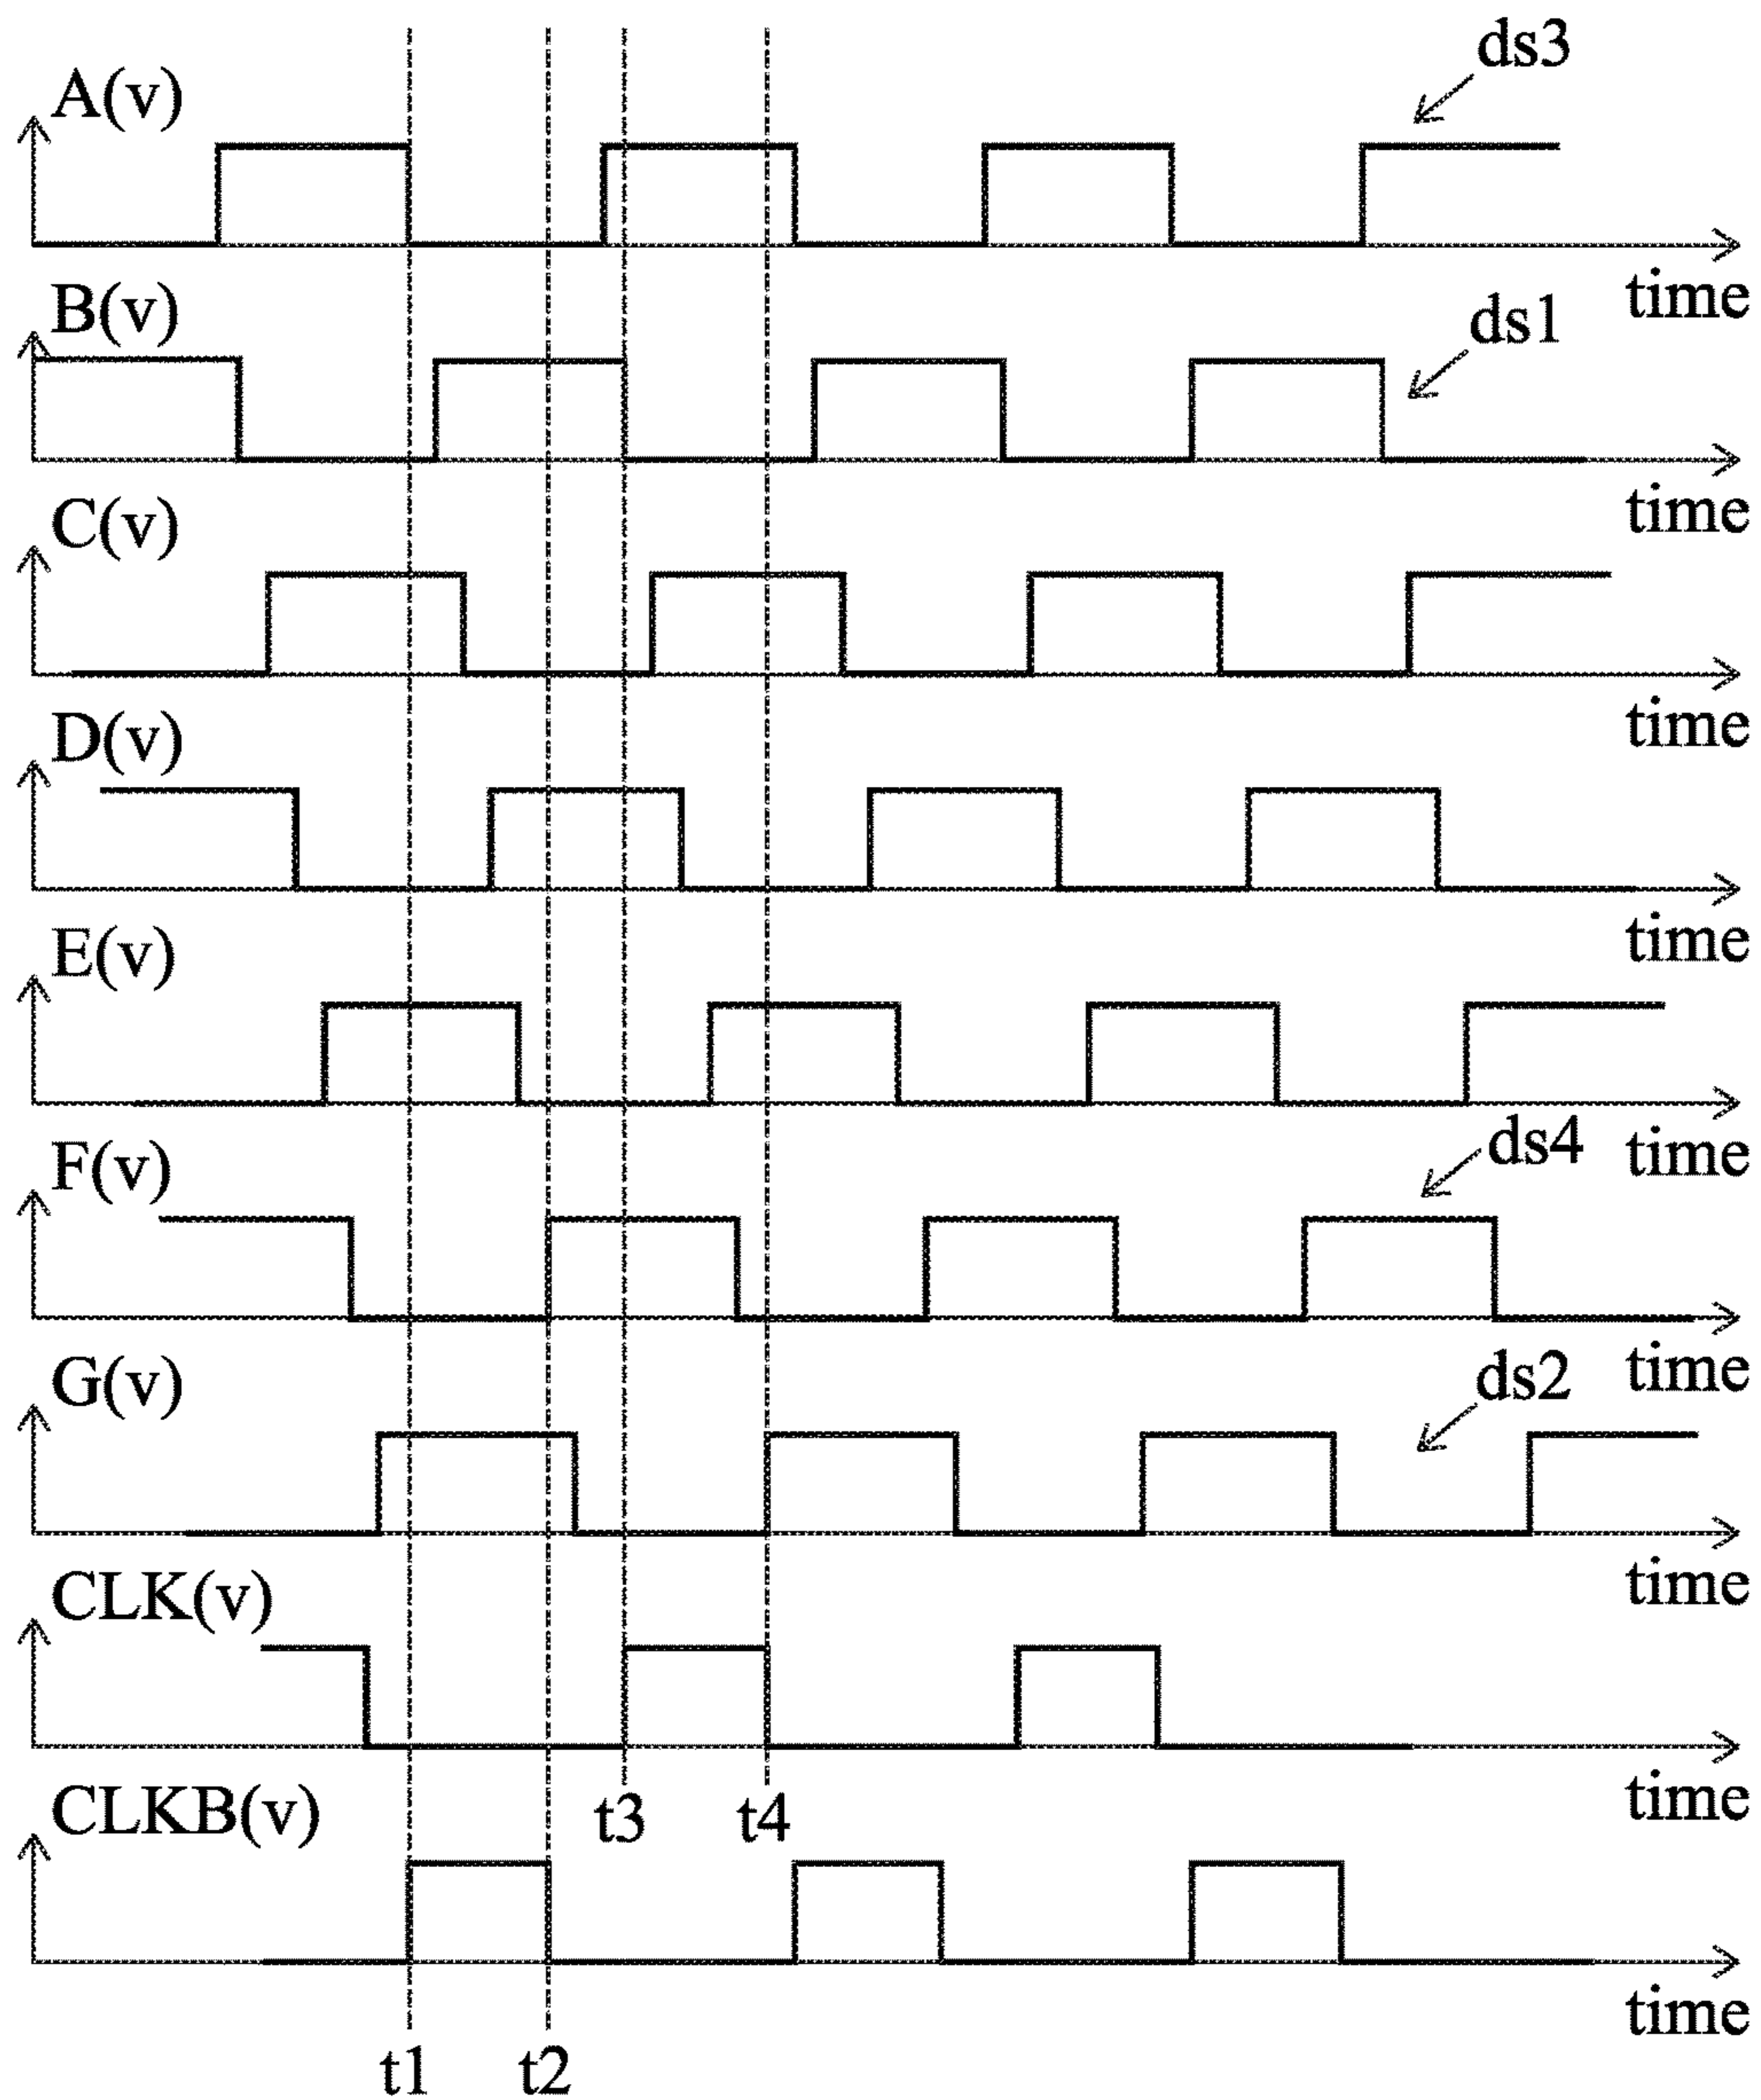 ds3
A(v)
time
B(v)
ds1
time
C(v)
time
D(v)
time
E(v)
time
ds4
F(v)
time
G(v)
ds2
time
CLK(v)
time
CLKB(v)
t3 t4
time
t1 t2